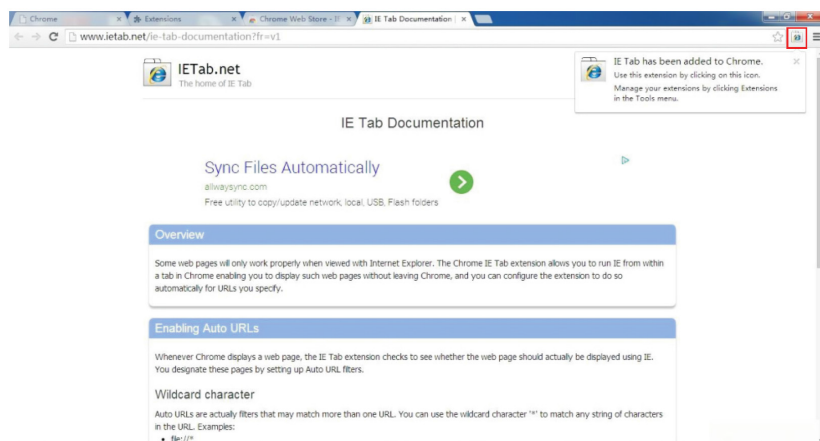 Chrome
Extensions
Chrome Web Store - IE
IE Tab Documentation |
www.ietab.net/ie-tab-documentation?fr=v1
IETab.net
The home of IE Tab
IE Tab has been added to Chrome.
Use this extension by clicking on this icon.
Manage your extensions by clicking Extensions
in the Tools menu.
IE Tab Documentation
Sync Files Automatically
allwaysync.com
Free utility to copy/update network, local, USB, Flash folders
Overview
Some web pages will only work properly when viewed with Internet Explorer. The Chrome IE Tab extension allows you to run IE from within
a tab in Chrome enabling you to display such web pages without leaving Chrome, and you can configure the extension to do so
automatically for URLs you specify.
Enabling Auto URLs
Whenever Chrome displays a web page, the IE Tab extension checks to see whether the web page should actually be displayed using IE.
You designate these pages by setting up Auto URL filters.
Wildcard character
Auto URLs are actually filters that may match more than one URL. You can use the wildcard character '*' to match any string of characters
in the URL. Examples:
• file://*